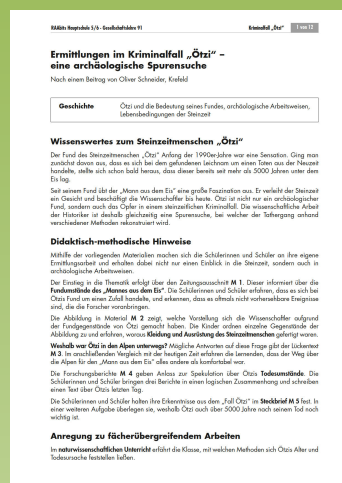 RAAbits Hauptschule 5/6 - Gesellschaftslehre 91
Kriminalfall „Ötzi“
1 von 12
Ermittlungen im Kriminalfall „Ötzi“ –
eine archäologische Spurensuche
Nach einem Beitrag von Oliver Schneider, Krefeld
Geschichte Ötzi und die Bedeutung seines Fundes, archäologische Arbeitsweisen,
Lebensbedingungen der Steinzeit
Wissenswertes zum Steinzeitmenschen „Ötzi“
Der Fund des Steinzeitmenschen „Ötzi“ Anfang der 1990er-Jahre war eine Sensation. Ging man
zunächst davon aus, dass es sich bei dem gefundenen Leichnam um einen Toten aus der Neuzeit
handelte, stellte sich schon bald heraus, dass dieser bereits seit mehr als 5000 Jahren unter dem
Eis lag.
Seit seinem Fund übt der „Mann aus dem Eis“ eine große Faszination aus. Er verleiht der Steinzeit
ein Gesicht und beschäftigt die Wissenschaftler bis heute. Ötzi ist nicht nur ein archäologischer
Fund, sondern auch das Opfer in einem steinzeitlichen Kriminalfall. Die wissenschaftliche Arbeit
der Historiker ist deshalb gleichzeitig eine Spurensuche, bei welcher der Tathergang anhand
verschiedener Methoden rekonstruiert wird.
Didaktisch-methodische Hinweise
Mithilfe der vorliegenden Materialien machen sich die Schülerinnen und Schüler an ihre eigene
Ermittlungsarbeit und erhalten dabei nicht nur einen Einblick in die Steinzeit, sondern auch in
archäologische Arbeitsweisen.
Der Einstieg in die Thematik erfolgt über den Zeitungsausschnitt M 1. Dieser informiert über die
Fundumstände des „Mannes aus dem Eis“. Die Schülerinnen und Schüler erfahren, dass es sich bei
Ötzis Fund um einen Zufall handelte, und erkennen, dass es oftmals nicht vorhersehbare Ereignisse
sind, die die Forscher voranbringen.
Die Abbildung in Material M 2 zeigt, welche Vorstellung sich die Wissenschaftler aufgrund
der Fundgegenstände von Ötzi gemacht haben. Die Kinder ordnen einzelne Gegenstände der
Abbildung zu und erfahren, woraus Kleidung und Ausrüstung des Steinzeitmenschen gefertigt waren.
Weshalb war Ötzi in den Alpen unterwegs? Mögliche Antworten auf diese Frage gibt der Lückentext
M 3. Im anschließenden Vergleich mit der heutigen Zeit erfahren die Lernenden, dass der Weg über
die Alpen für den „Mann aus dem Eis“ alles andere als komfortabel war.
Die Forschungsberichte M 4 geben Anlass zur Spekulation über Ötzis Todesumstände. Die
Schülerinnen und Schüler bringen drei Berichte in einen logischen Zusammenhang und schreiben
einen Text über Ötzis letzten Tag.
Die Schülerinnen und Schüler halten ihre Erkenntnisse aus dem „Fall Ötzi“ im Steckbrief M 5 fest. In
einer weiteren Aufgabe überlegen sie, weshalb Ötzi auch über 5000 Jahre nach seinem Tod noch
wichtig ist.
Anregung zu fächerübergreifendem Arbeiten
Im naturwissenschaftlichen Unterricht erfährt die Klasse, mit welchen Methoden sich Ötzis Alter und
Todesursache feststellen ließen.